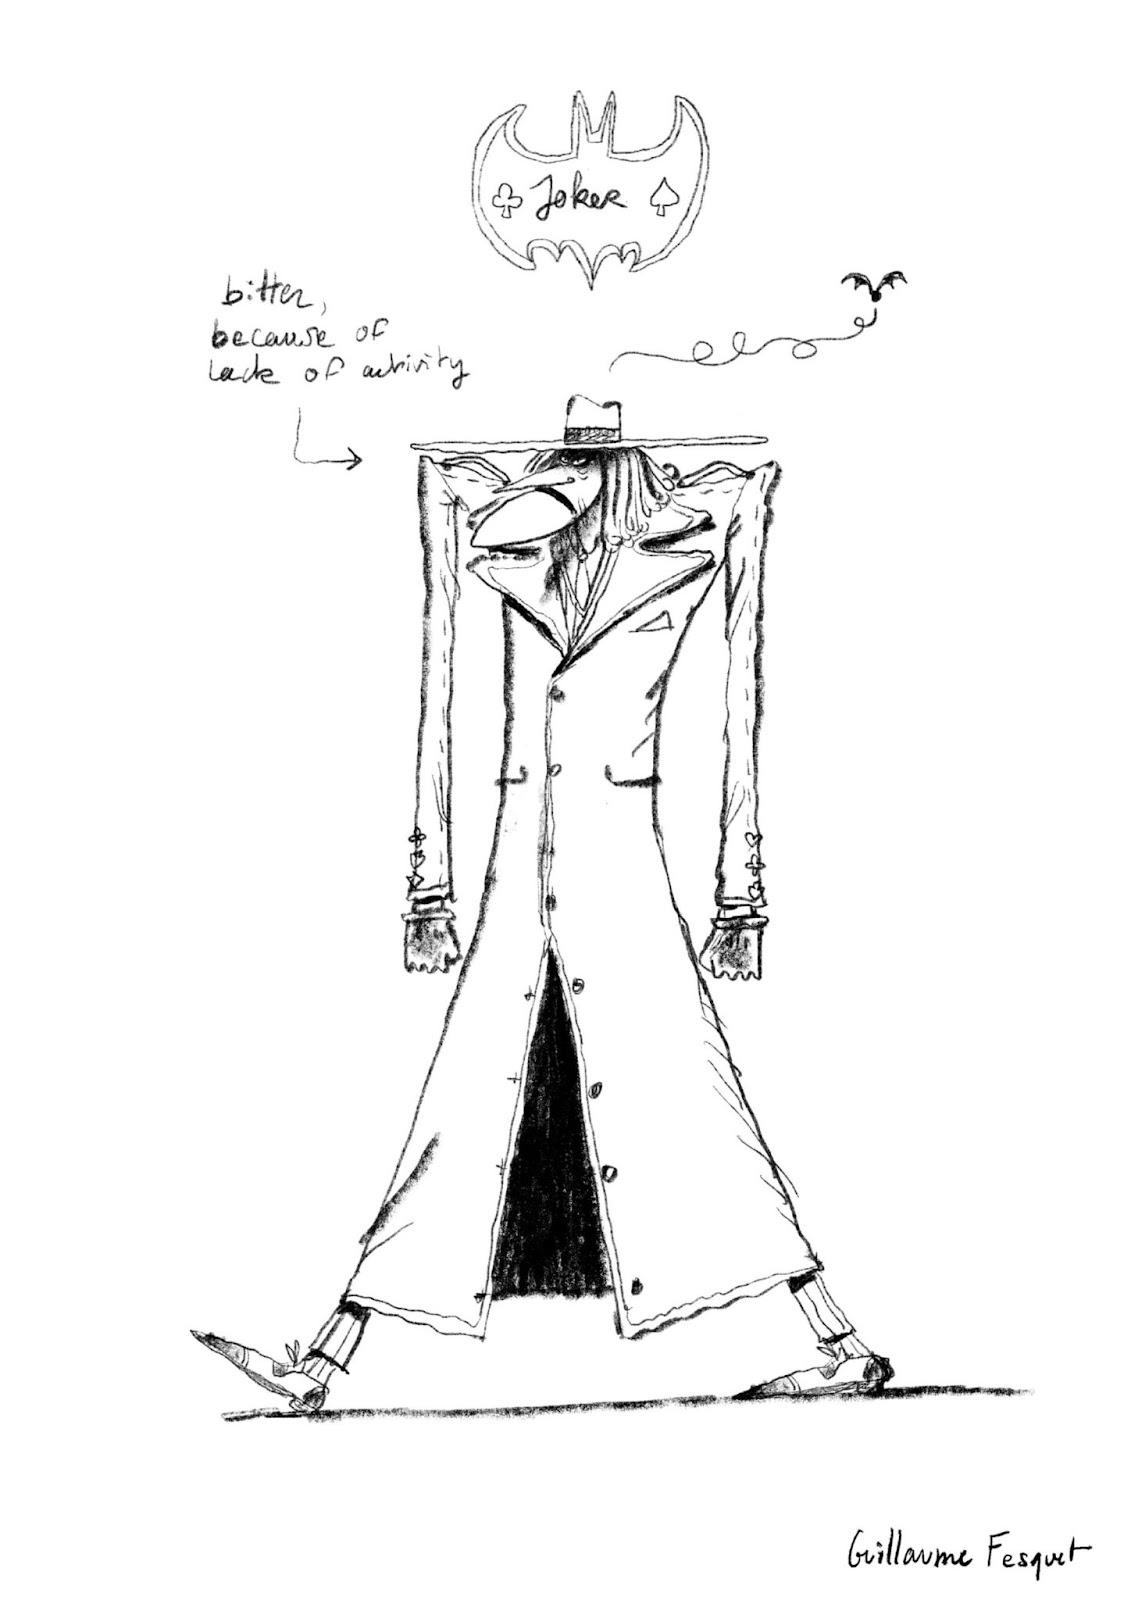 Joker
bitter,
because of
lack of activity
Guillaume Fesquet